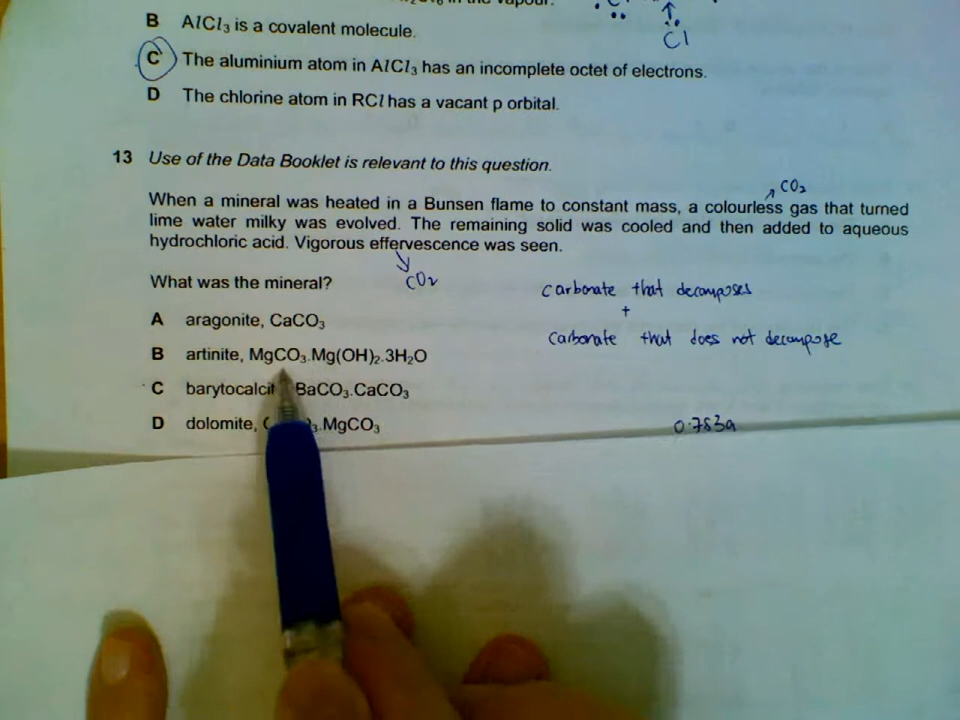 in the vapour.
B AlCl₃ is a covalent molecule.
Cl
C The aluminium atom in AlCl₃ has an incomplete octet of electrons.
D The chlorine atom in RCl has a vacant p orbital.
13 Use of the Data Booklet is relevant to this question.
CO₂
When a mineral was heated in a Bunsen flame to constant mass, a colourless gas that turned
lime water milky was evolved. The remaining solid was cooled and then added to aqueous
hydrochloric acid. Vigorous effervescence was seen.
What was the mineral?
CO₂
carbonate that decomposes
+
carbonate that does not decompose
A aragonite, CaCO₃
B artinite, MgCO₃.Mg(OH)₂.3H₂O
C BaCO₃.CaCO₃
D dolomite, ₃.MgCO₃